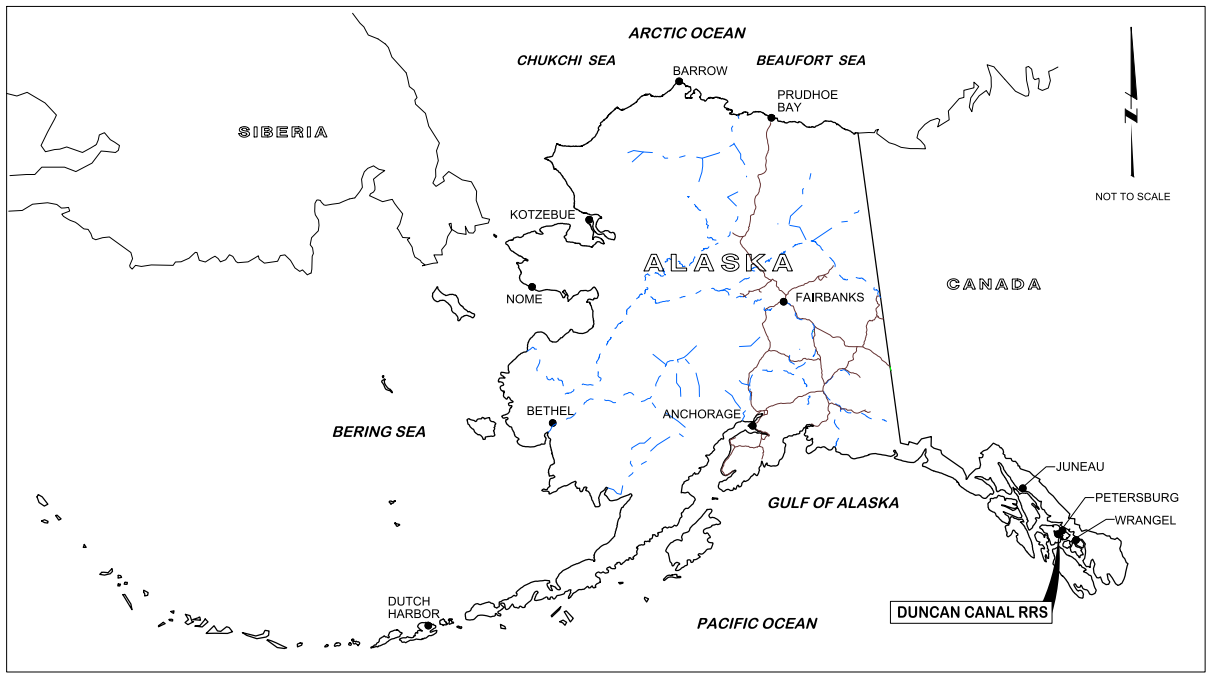 ARCTIC OCEAN
CHUKCHI SEA
BEAUFORT SEA
BARROW
PRUDHOE
BAY
SIBERIA
N
NOT TO SCALE
KOTZEBUE
ALASKA
CANADA
NOME
FAIRBANKS
BETHEL
ANCHORAGE
BERING SEA
JUNEAU
GULF OF ALASKA
PETERSBURG
WRANGEL
DUTCH
HARBOR
DUNCAN CANAL RRS
PACIFIC OCEAN